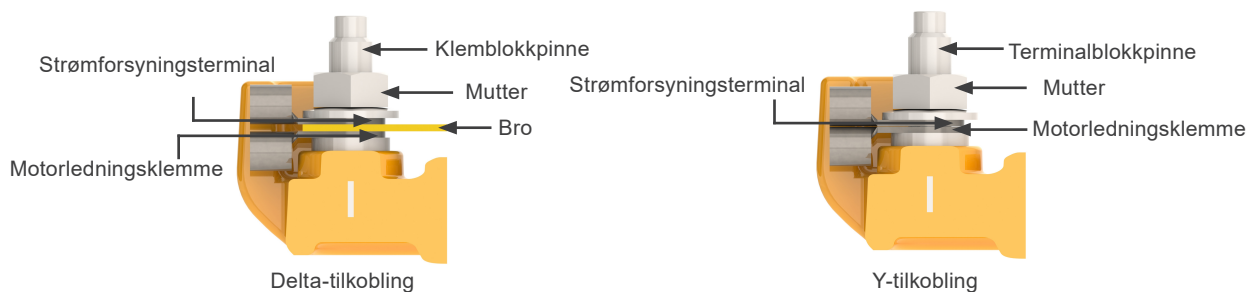 Klemblokkpinne
Strømforsyningsterminal
Mutter
Bro
Motorledningsklemme
Delta-tilkobling
Terminalblokkpinne
Strømforsyningsterminal
Mutter
Motorledningsklemme
Y-tilkobling